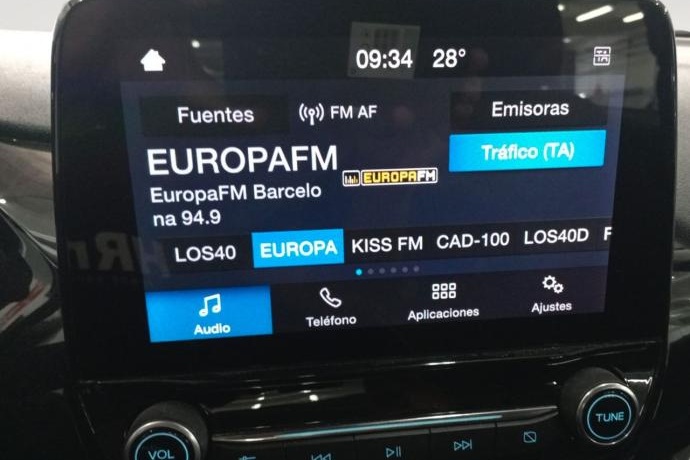 09:34 28°
Fuentes FM AF Emisoras
EUROPAFM
EUROPAFM
Tráfico (TA)
EuropaFM Barcelo
na 94.9
LOS40 EUROPA KISS FM CAD-100 LOS40D F
Audio Teléfono Aplicaciones Ajustes
VOL TUNE